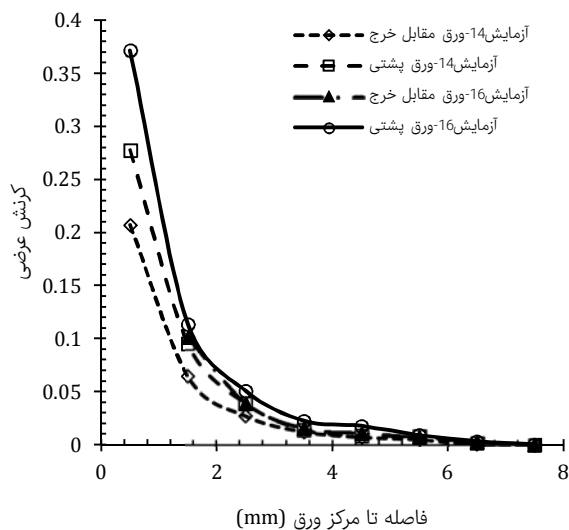 آزمایش14-ورق مقابل خرج
آزمایش14-ورق پشتی
آزمایش16-ورق مقابل خرج
آزمایش16-ورق پشتی
کرنش عرضی
0.4
0.35
0.3
0.25
0.2
0.15
0.1
0.05
0
0 2 4 6 8
فاصله تا مرکز ورق (mm)